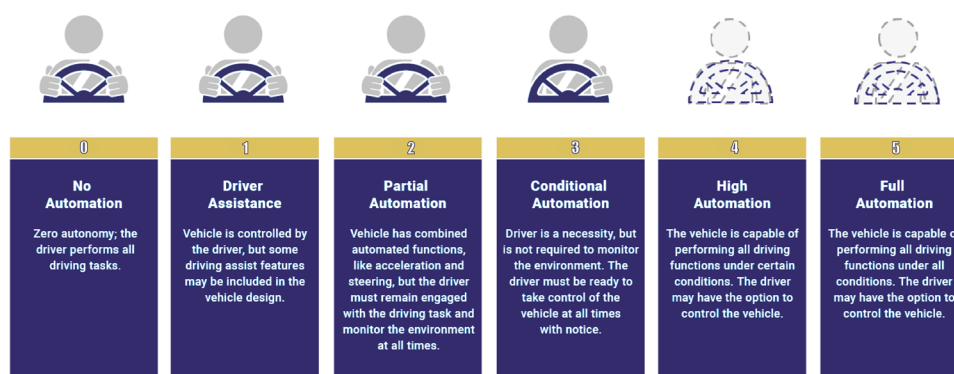 0
No
Automation
Zero autonomy; the
driver performs all
driving tasks.
1
Driver
Assistance
Vehicle is controlled by
the driver, but some
driving assist features
may be included in the
vehicle design.
2
Partial
Automation
Vehicle has combined
automated functions,
like acceleration and
steering, but the driver
must remain engaged
with the driving task and
monitor the environment
at all times.
3
Conditional
Automation
Driver is a necessity, but
is not required to monitor
the environment. The
driver must be ready to
take control of the
vehicle at all times
with notice.
4
High
Automation
The vehicle is capable of
performing all driving
functions under certain
conditions. The driver
may have the option to
control the vehicle.
5
Full
Automation
The vehicle is capable of
performing all driving
functions under all
conditions. The driver
may have the option to
control the vehicle.